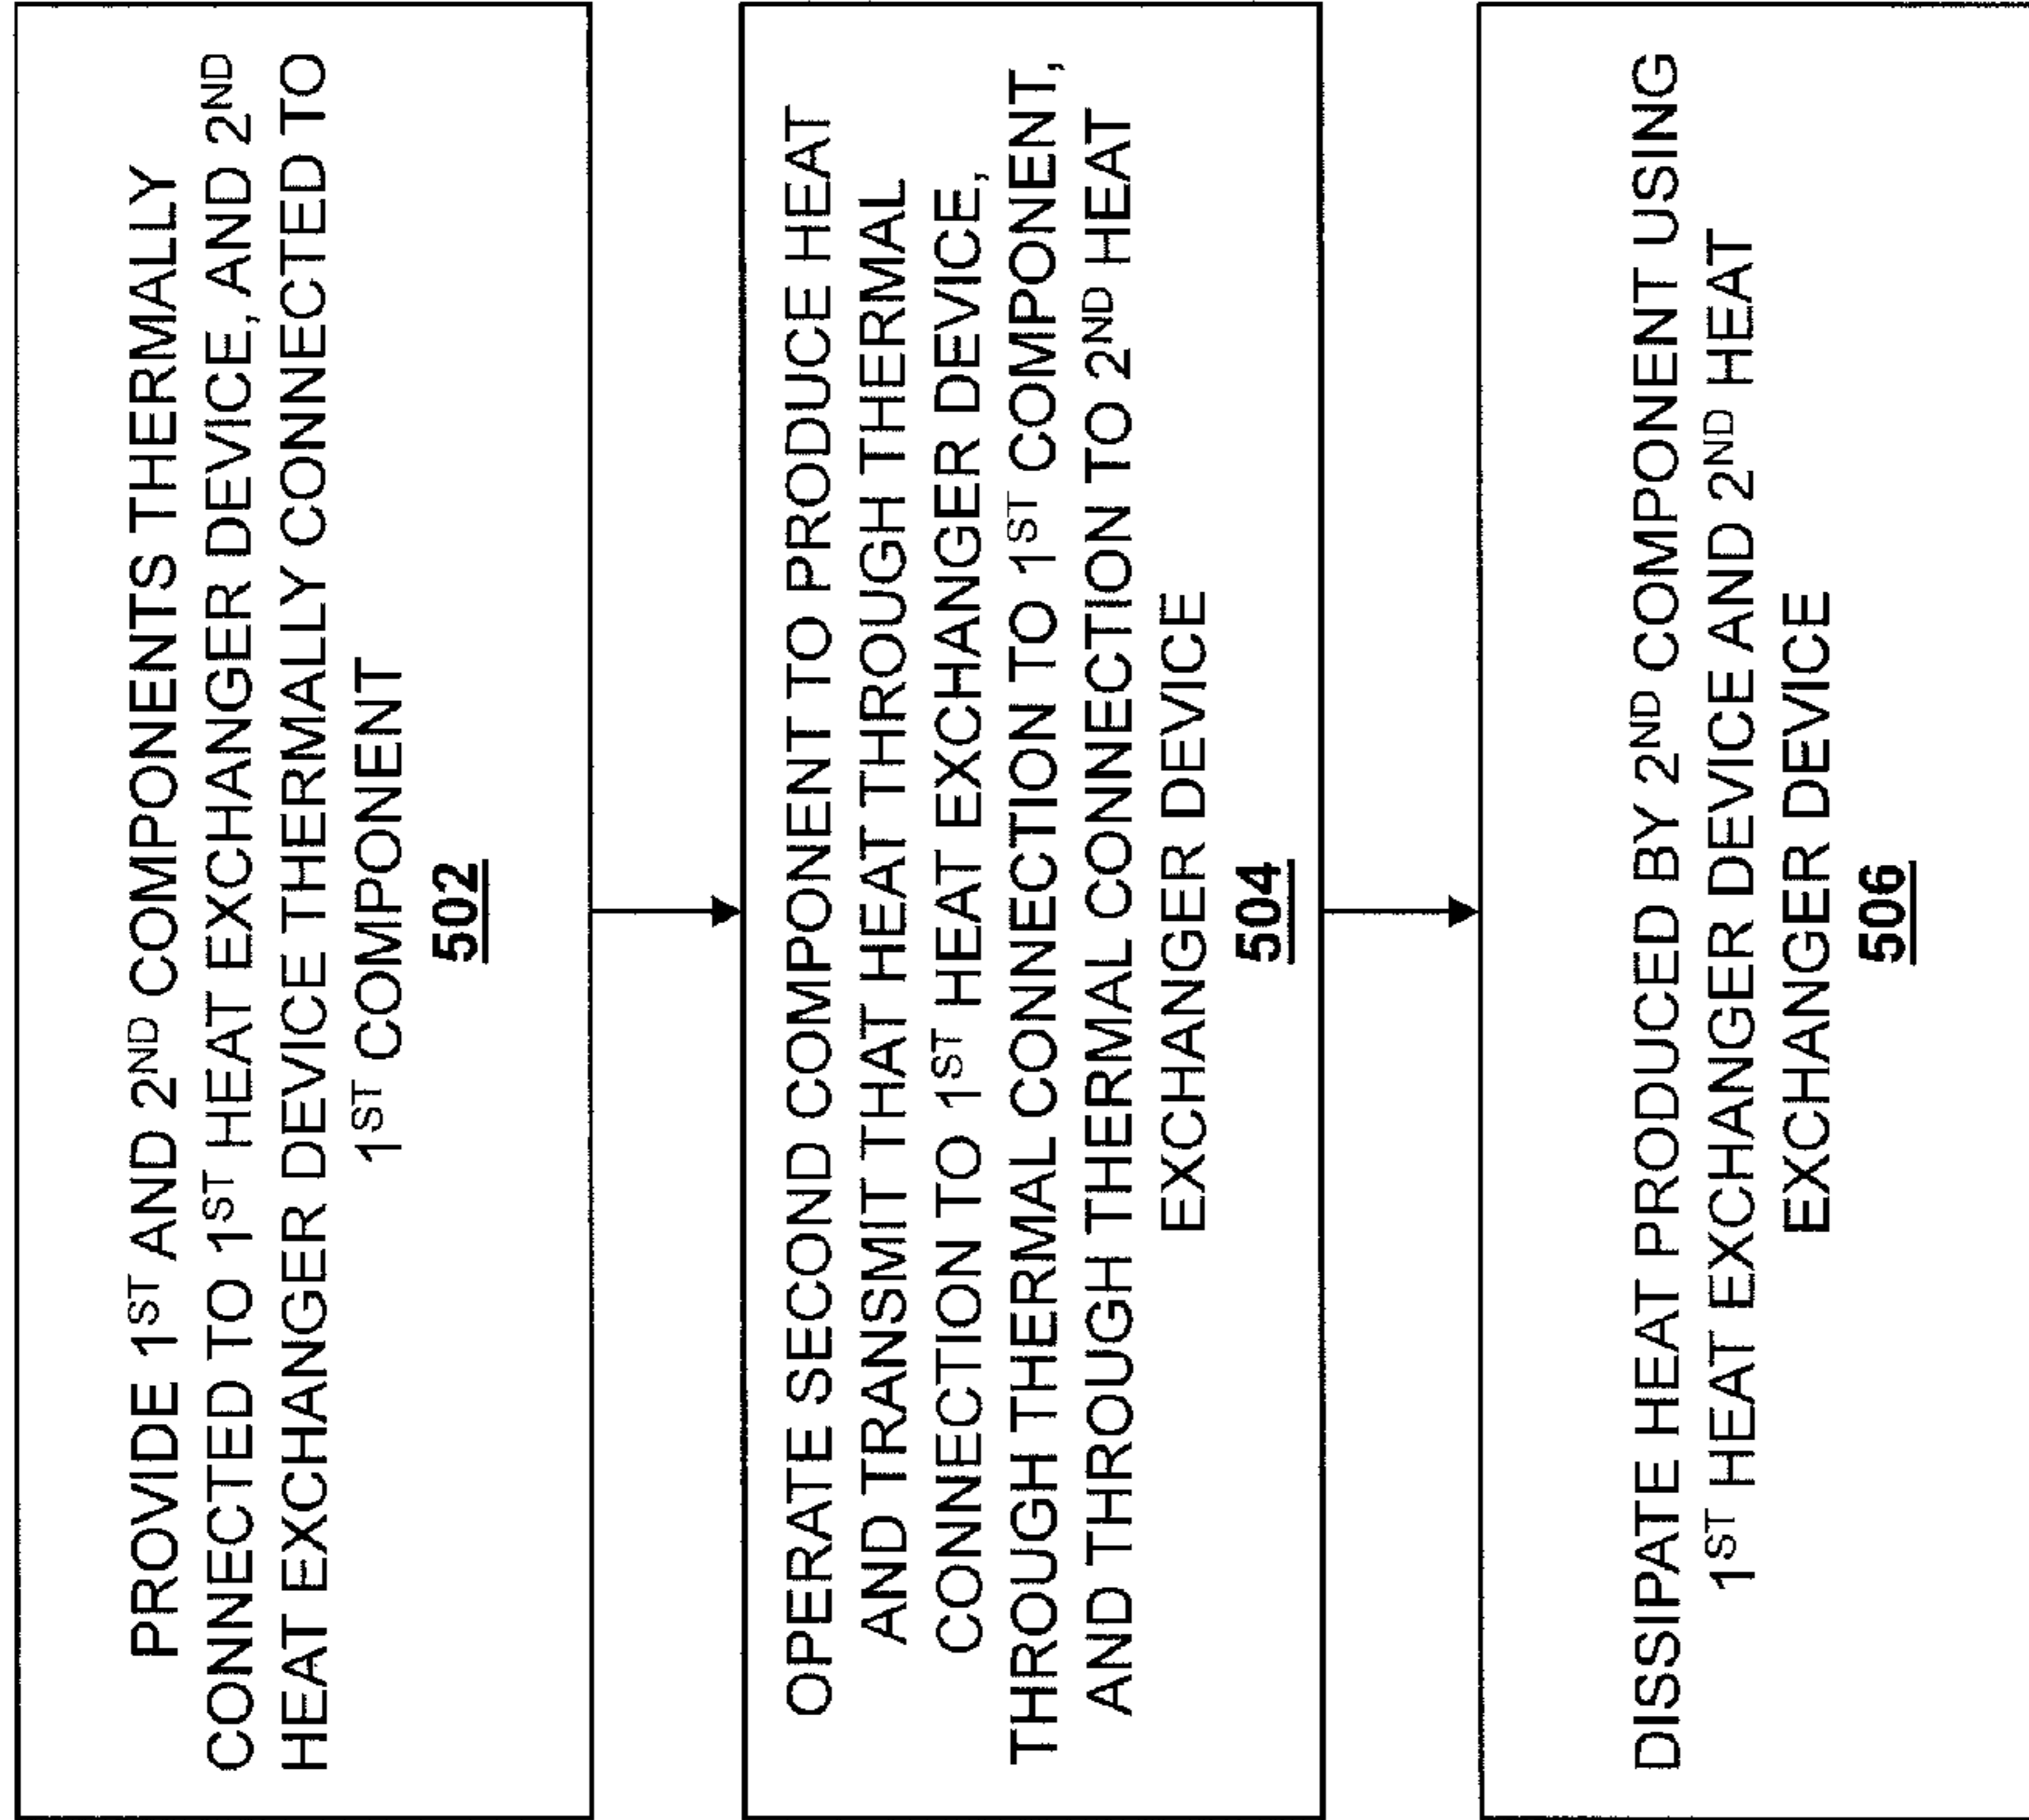 PROVIDE 1ST AND 2ND COMPONENTS THERMALLY
CONNECTED TO 1ST HEAT EXCHANGER DEVICE, AND 2ND
HEAT EXCHANGER DEVICE THERMALLY CONNECTED TO
1ST COMPONENT
502
OPERATE SECOND COMPONENT TO PRODUCE HEAT
AND TRANSMIT THAT HEAT THROUGH THERMAL
CONNECTION TO 1ST HEAT EXCHANGER DEVICE,
THROUGH THERMAL CONNECTION TO 1ST COMPONENT,
AND THROUGH THERMAL CONNECTION TO 2ND HEAT
EXCHANGER DEVICE
504
DISSIPATE HEAT PRODUCED BY 2ND COMPONENT USING
1ST HEAT EXCHANGER DEVICE AND 2ND HEAT
EXCHANGER DEVICE
506